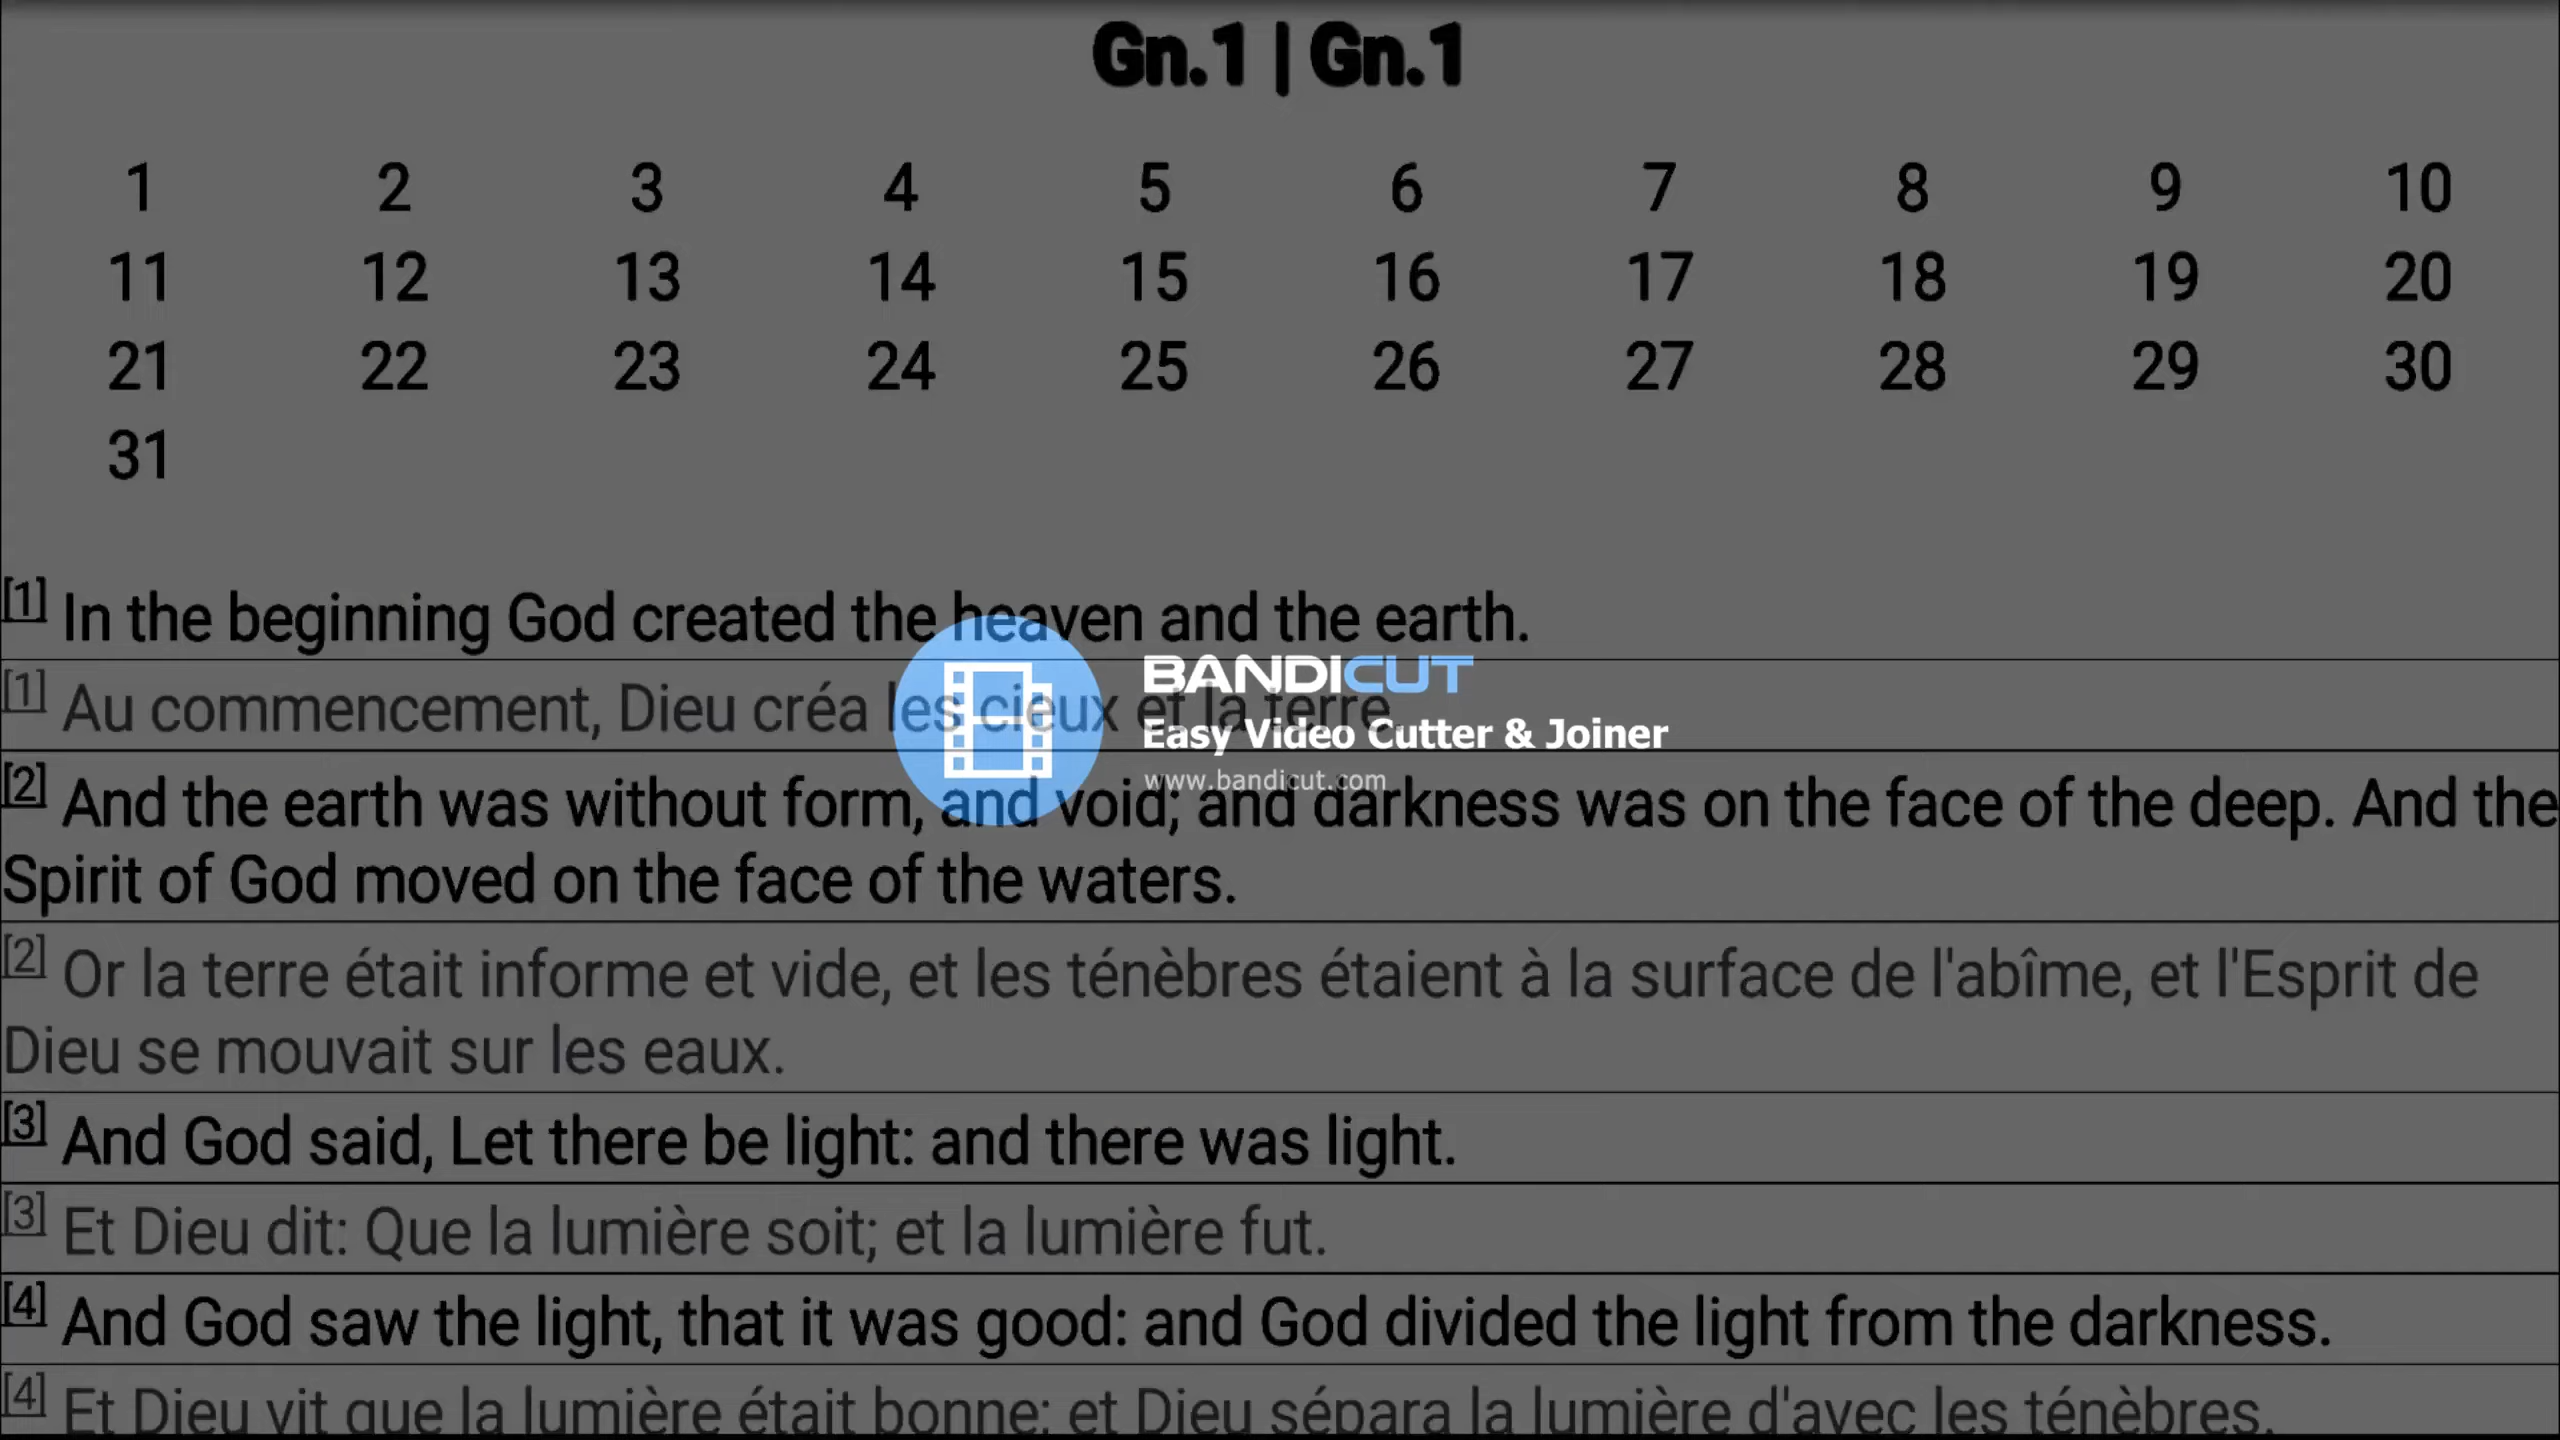 Gn.1 | Gn.1
1 2 3 4 5 6 7 8 9 10
11 12 13 14 15 16 17 18 19 20
21 22 23 24 25 26 27 28 29 30
31
[1] In the beginning God created the heaven and the earth.
[1] Au commencement, Dieu créa les cieux et la terre.
BANDICUT
Easy Video Cutter & Joiner
www.bandicut.com
[2] And the earth was without form, and void; and darkness was on the face of the deep. And the
Spirit of God moved on the face of the waters.
[2] Or la terre était informe et vide, et les ténèbres étaient à la surface de l'abîme, et l'Esprit de
Dieu se mouvait sur les eaux.
[3] And God said, Let there be light: and there was light.
[3] Et Dieu dit: Que la lumière soit; et la lumière fut.
[4] And God saw the light, that it was good: and God divided the light from the darkness.
[4] Et Dieu vit que la lumière était bonne; et Dieu sépara la lumière d'avec les ténèbres.